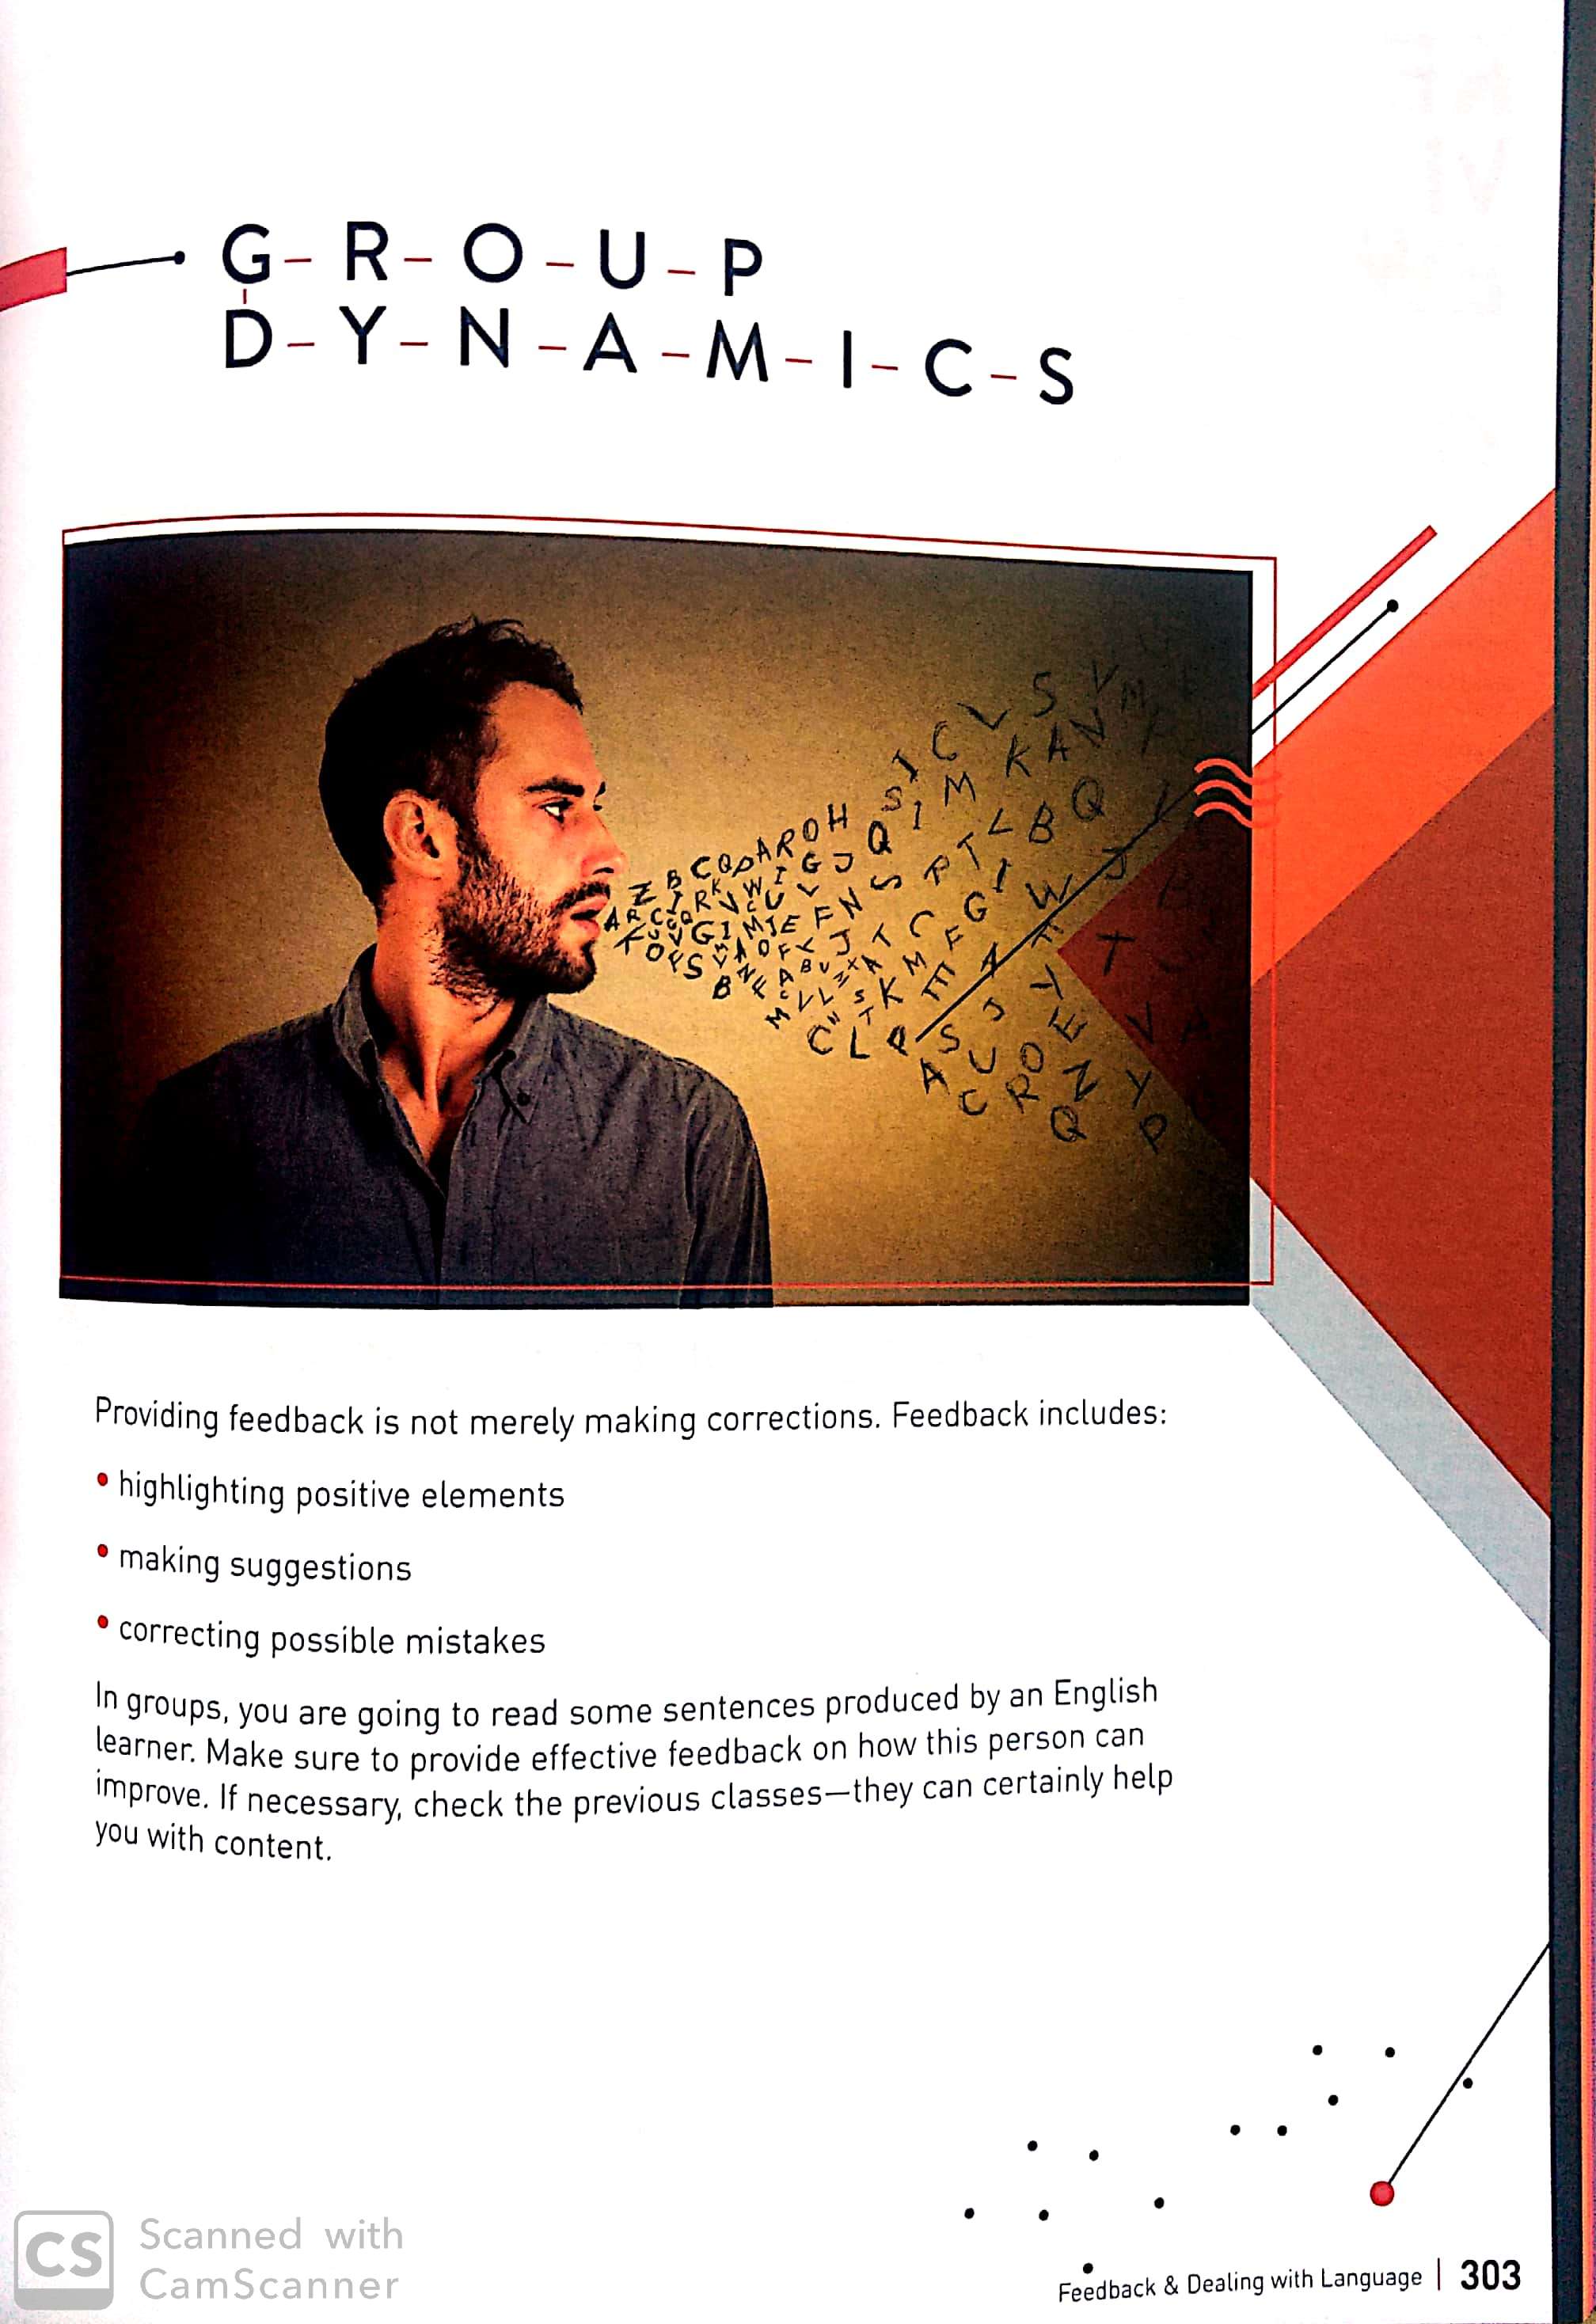 G-R-O-U-P
D-Y-N-A-M-I-C-S
Providing feedback is not merely making corrections. Feedback includes:
• highlighting positive elements
• making suggestions
• correcting possible mistakes
In groups, you are going to read some sentences produced by an English
learner. Make sure to provide effective feedback on how this person can
improve. If necessary, check the previous classes—they can certainly help
you with content.
CS Scanned with
CamScanner
Feedback & Dealing with Language | 303